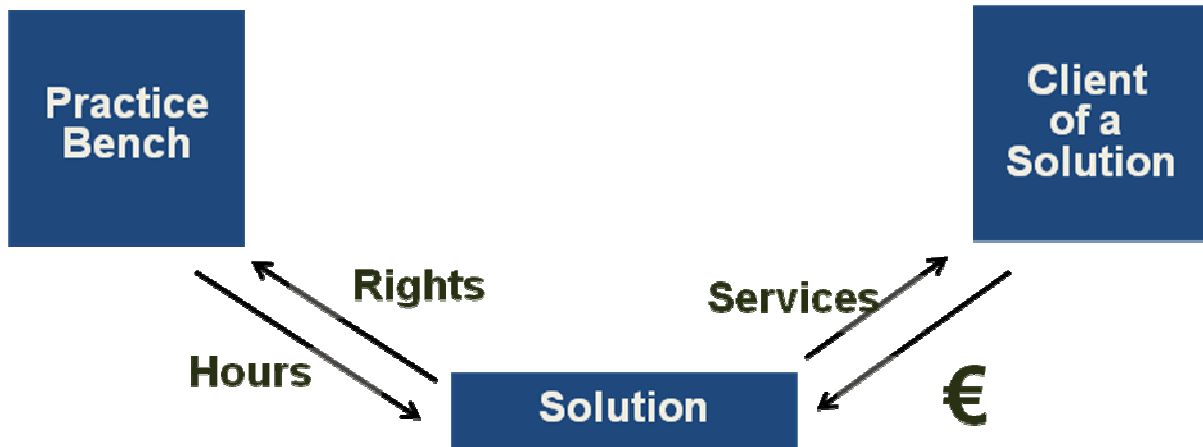 Practice
Bench
Client
of a
Solution
Rights
Services
Hours
€
Solution